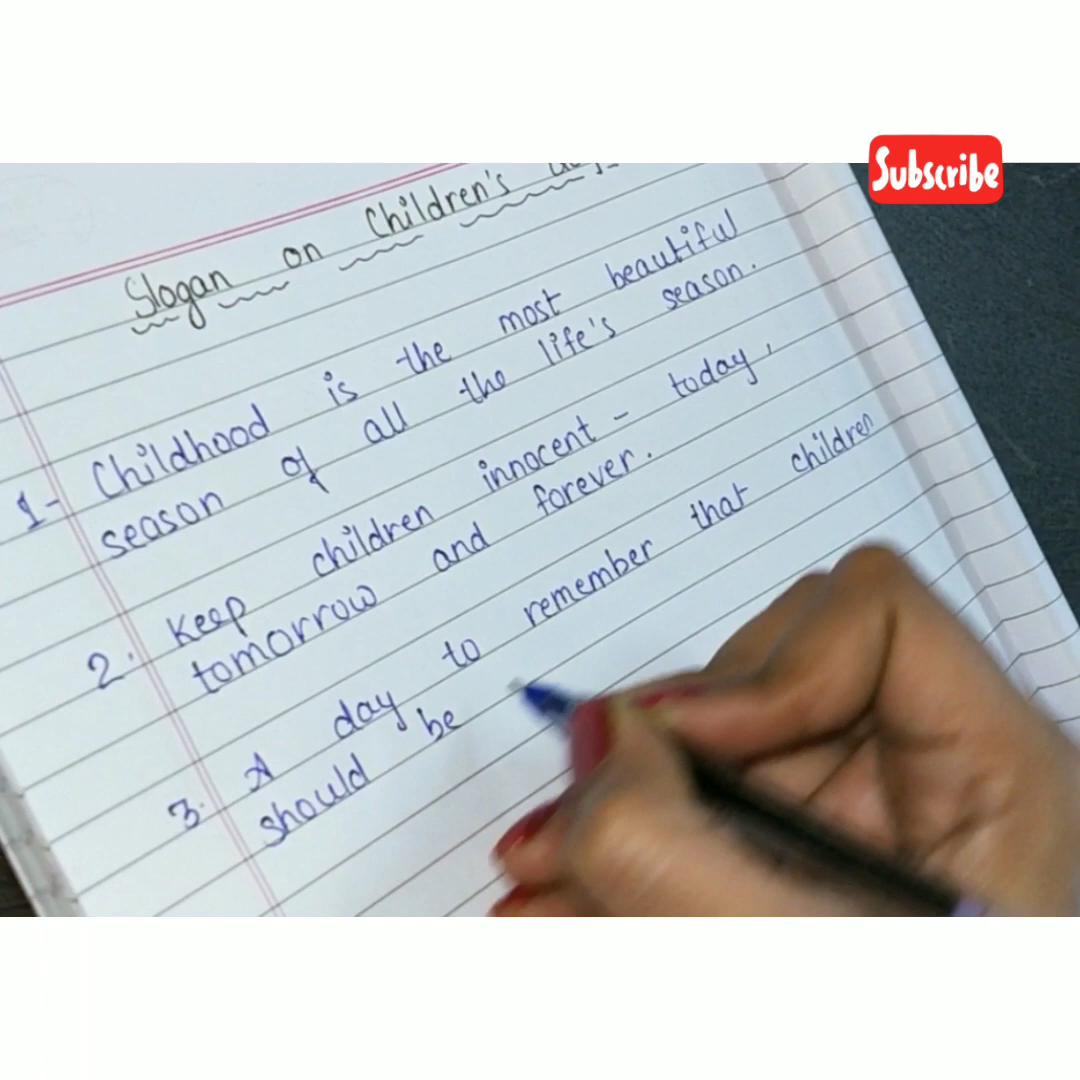 Subscribe
Slogan on Children's
1- Childhood is the most beautiful
season of all the life's season.
2. Keep children innocent - today,
tomorrow and forever.
3. A day to remember that children
should be